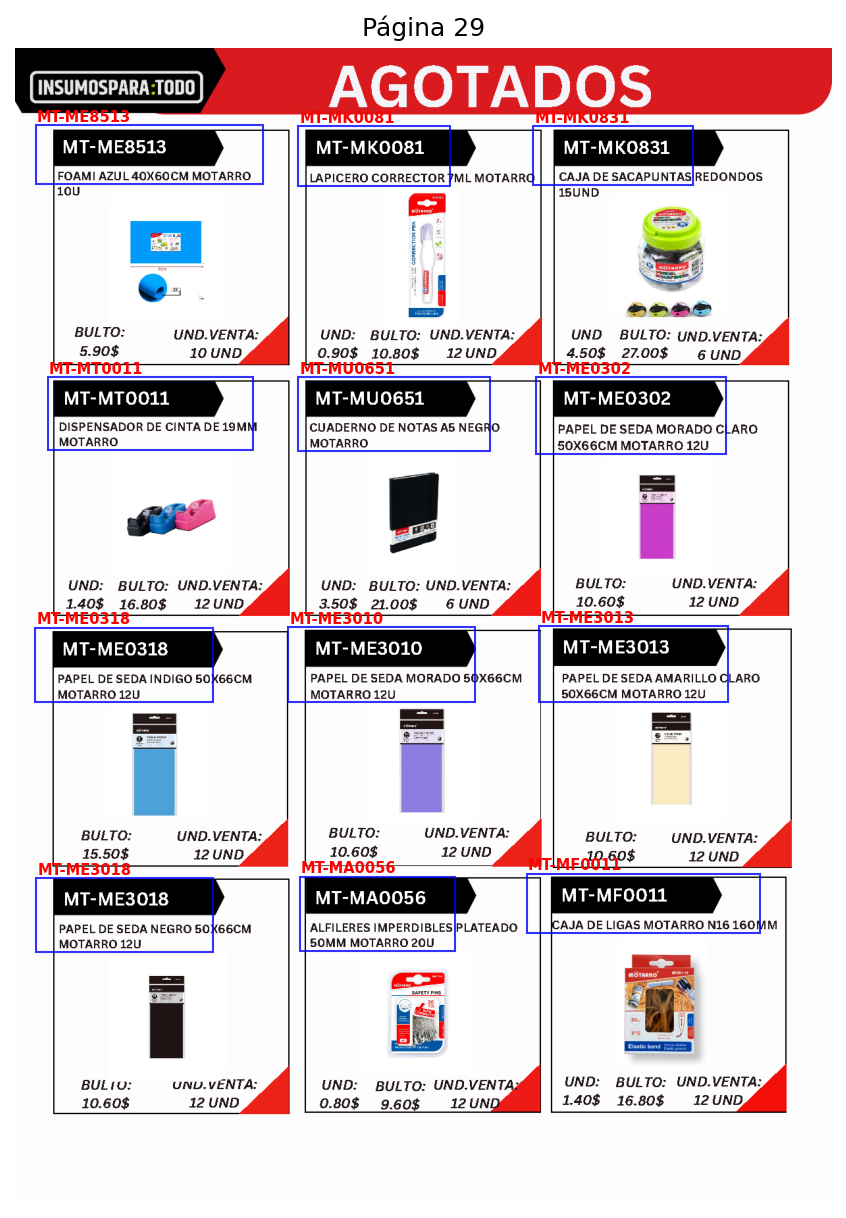 Página 29
INSUMOSPARA:TODO
AGOTADOS
MT-ME8513
MT-ME8513
FOAMI AZUL 40X60CM MOTARRO
10U
BULTO: UND.VENTA:
5.90$ 10 UND
MT-MK0081
MT-MK0081
LAPICERO CORRECTOR 7ML MOTARRO
MOTARRO
CORRECTOR PEN
UND: BULTO: UND.VENTA:
0.90$ 10.80$ 12 UND
MT-MK0831
MT-MK0831
CAJA DE SACAPUNTAS REDONDOS
15UND
MOTARRO
UND BULTO: UND.VENTA:
4.50$ 27.00$ 6 UND
MT-MT0011
MT-MT0011
DISPENSADOR DE CINTA DE 19MM
MOTARRO
UND: BULTO: UND.VENTA:
1.40$ 16.80$ 12 UND
MT-MU0651
MT-MU0651
CUADERNO DE NOTAS A5 NEGRO
MOTARRO
UND: BULTO: UND.VENTA:
3.50$ 21.00$ 6 UND
MT-ME0302
MT-ME0302
PAPEL DE SEDA MORADO CLARO
50X66CM MOTARRO 12U
BULTO: UND.VENTA:
10.60$ 12 UND
MT-ME0318
MT-ME0318
PAPEL DE SEDA INDIGO 50X66CM
MOTARRO 12U
BULTO: UND.VENTA:
15.50$ 12 UND
MT-ME3010
MT-ME3010
PAPEL DE SEDA MORADO 50X66CM
MOTARRO 12U
BULTO: UND.VENTA:
10.60$ 12 UND
MT-ME3013
MT-ME3013
PAPEL DE SEDA AMARILLO CLARO
50X66CM MOTARRO 12U
BULTO: UND.VENTA:
10.60$ 12 UND
MT-ME3018
MT-ME3018
PAPEL DE SEDA NEGRO 50X66CM
MOTARRO 12U
BULTO: UND.VENTA:
10.60$ 12 UND
MT-MA0056
MT-MA0056
ALFILERES IMPERDIBLES PLATEADO
50MM MOTARRO 20U
MOTARRO
SAFETY PINS
UND: BULTO: UND.VENTA:
0.80$ 9.60$ 12 UND
MT-MF0011
MT-MF0011
CAJA DE LIGAS MOTARRO N16 160MM
MOTARRO
Elastic band
UND: BULTO: UND.VENTA:
1.40$ 16.80$ 12 UND